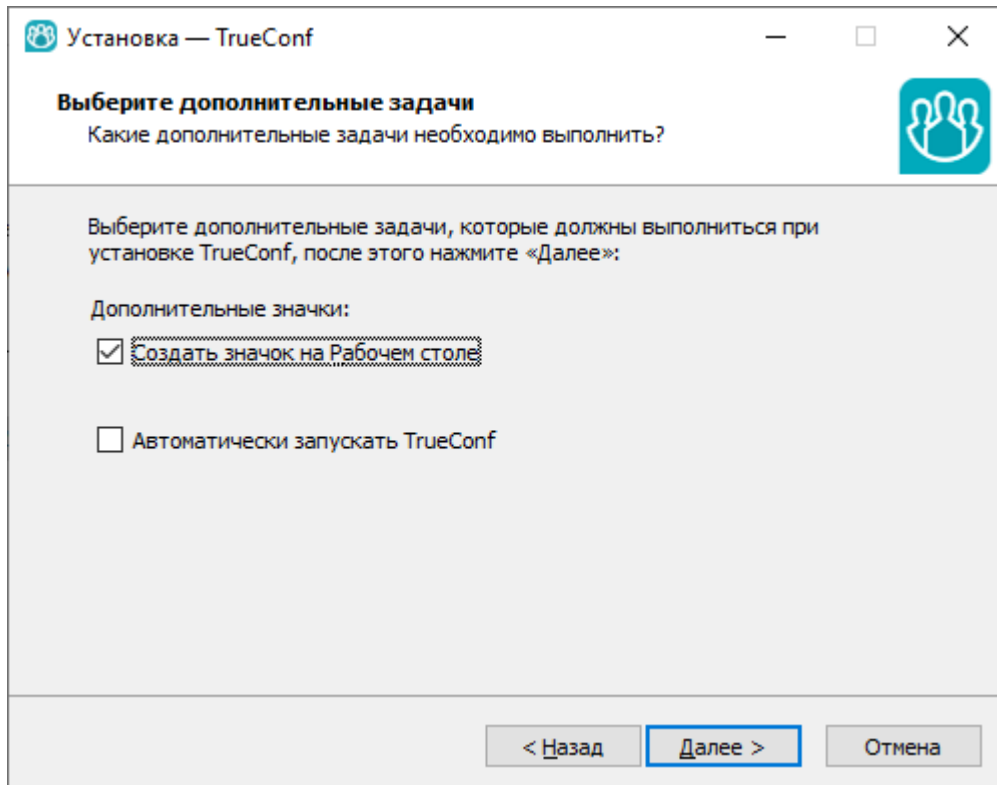 Установка — TrueConf
Выберите дополнительные задачи
Какие дополнительные задачи необходимо выполнить?
Выберите дополнительные задачи, которые должны выполниться при
установке TrueConf, после этого нажмите «Далее»:
Дополнительные значки:
Создать значок на Рабочем столе
Автоматически запускать TrueConf
< Назад
Далее >
Отмена